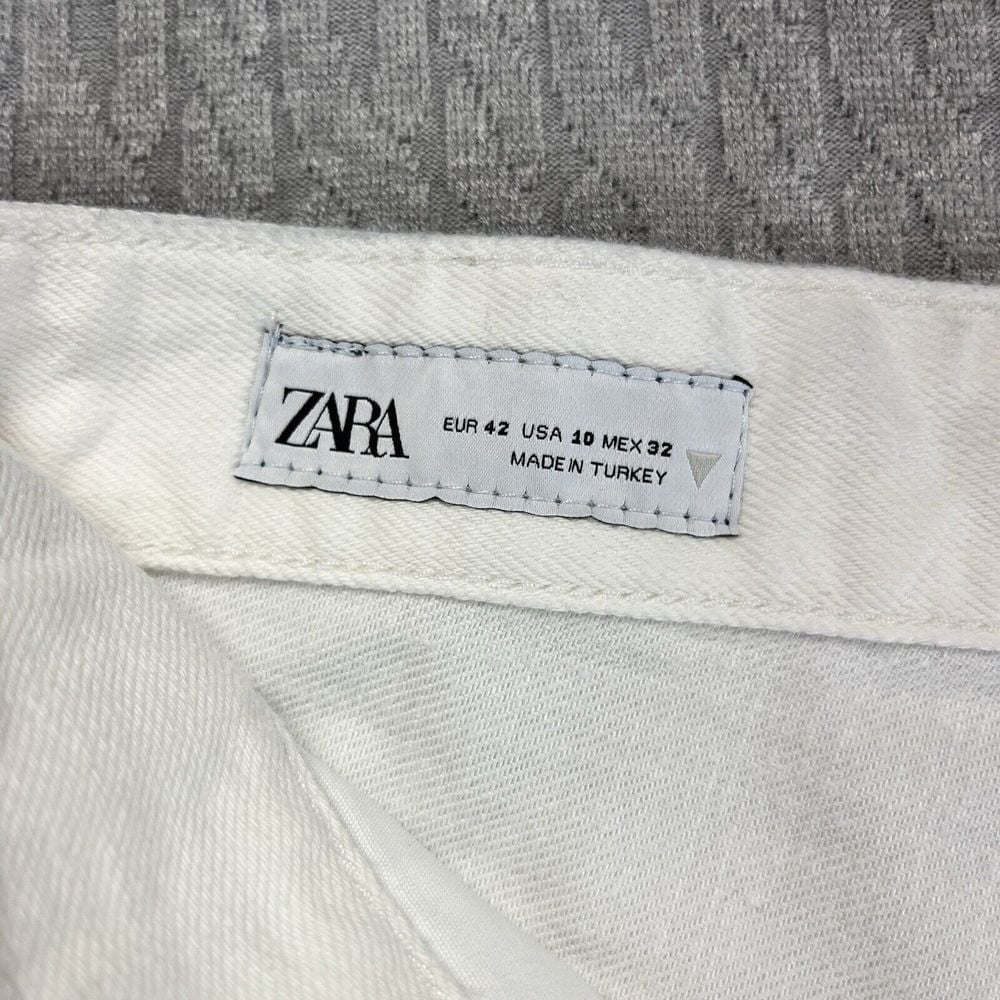 ZARA
EUR 42 USA 10 MEX 32
MADE IN TURKEY